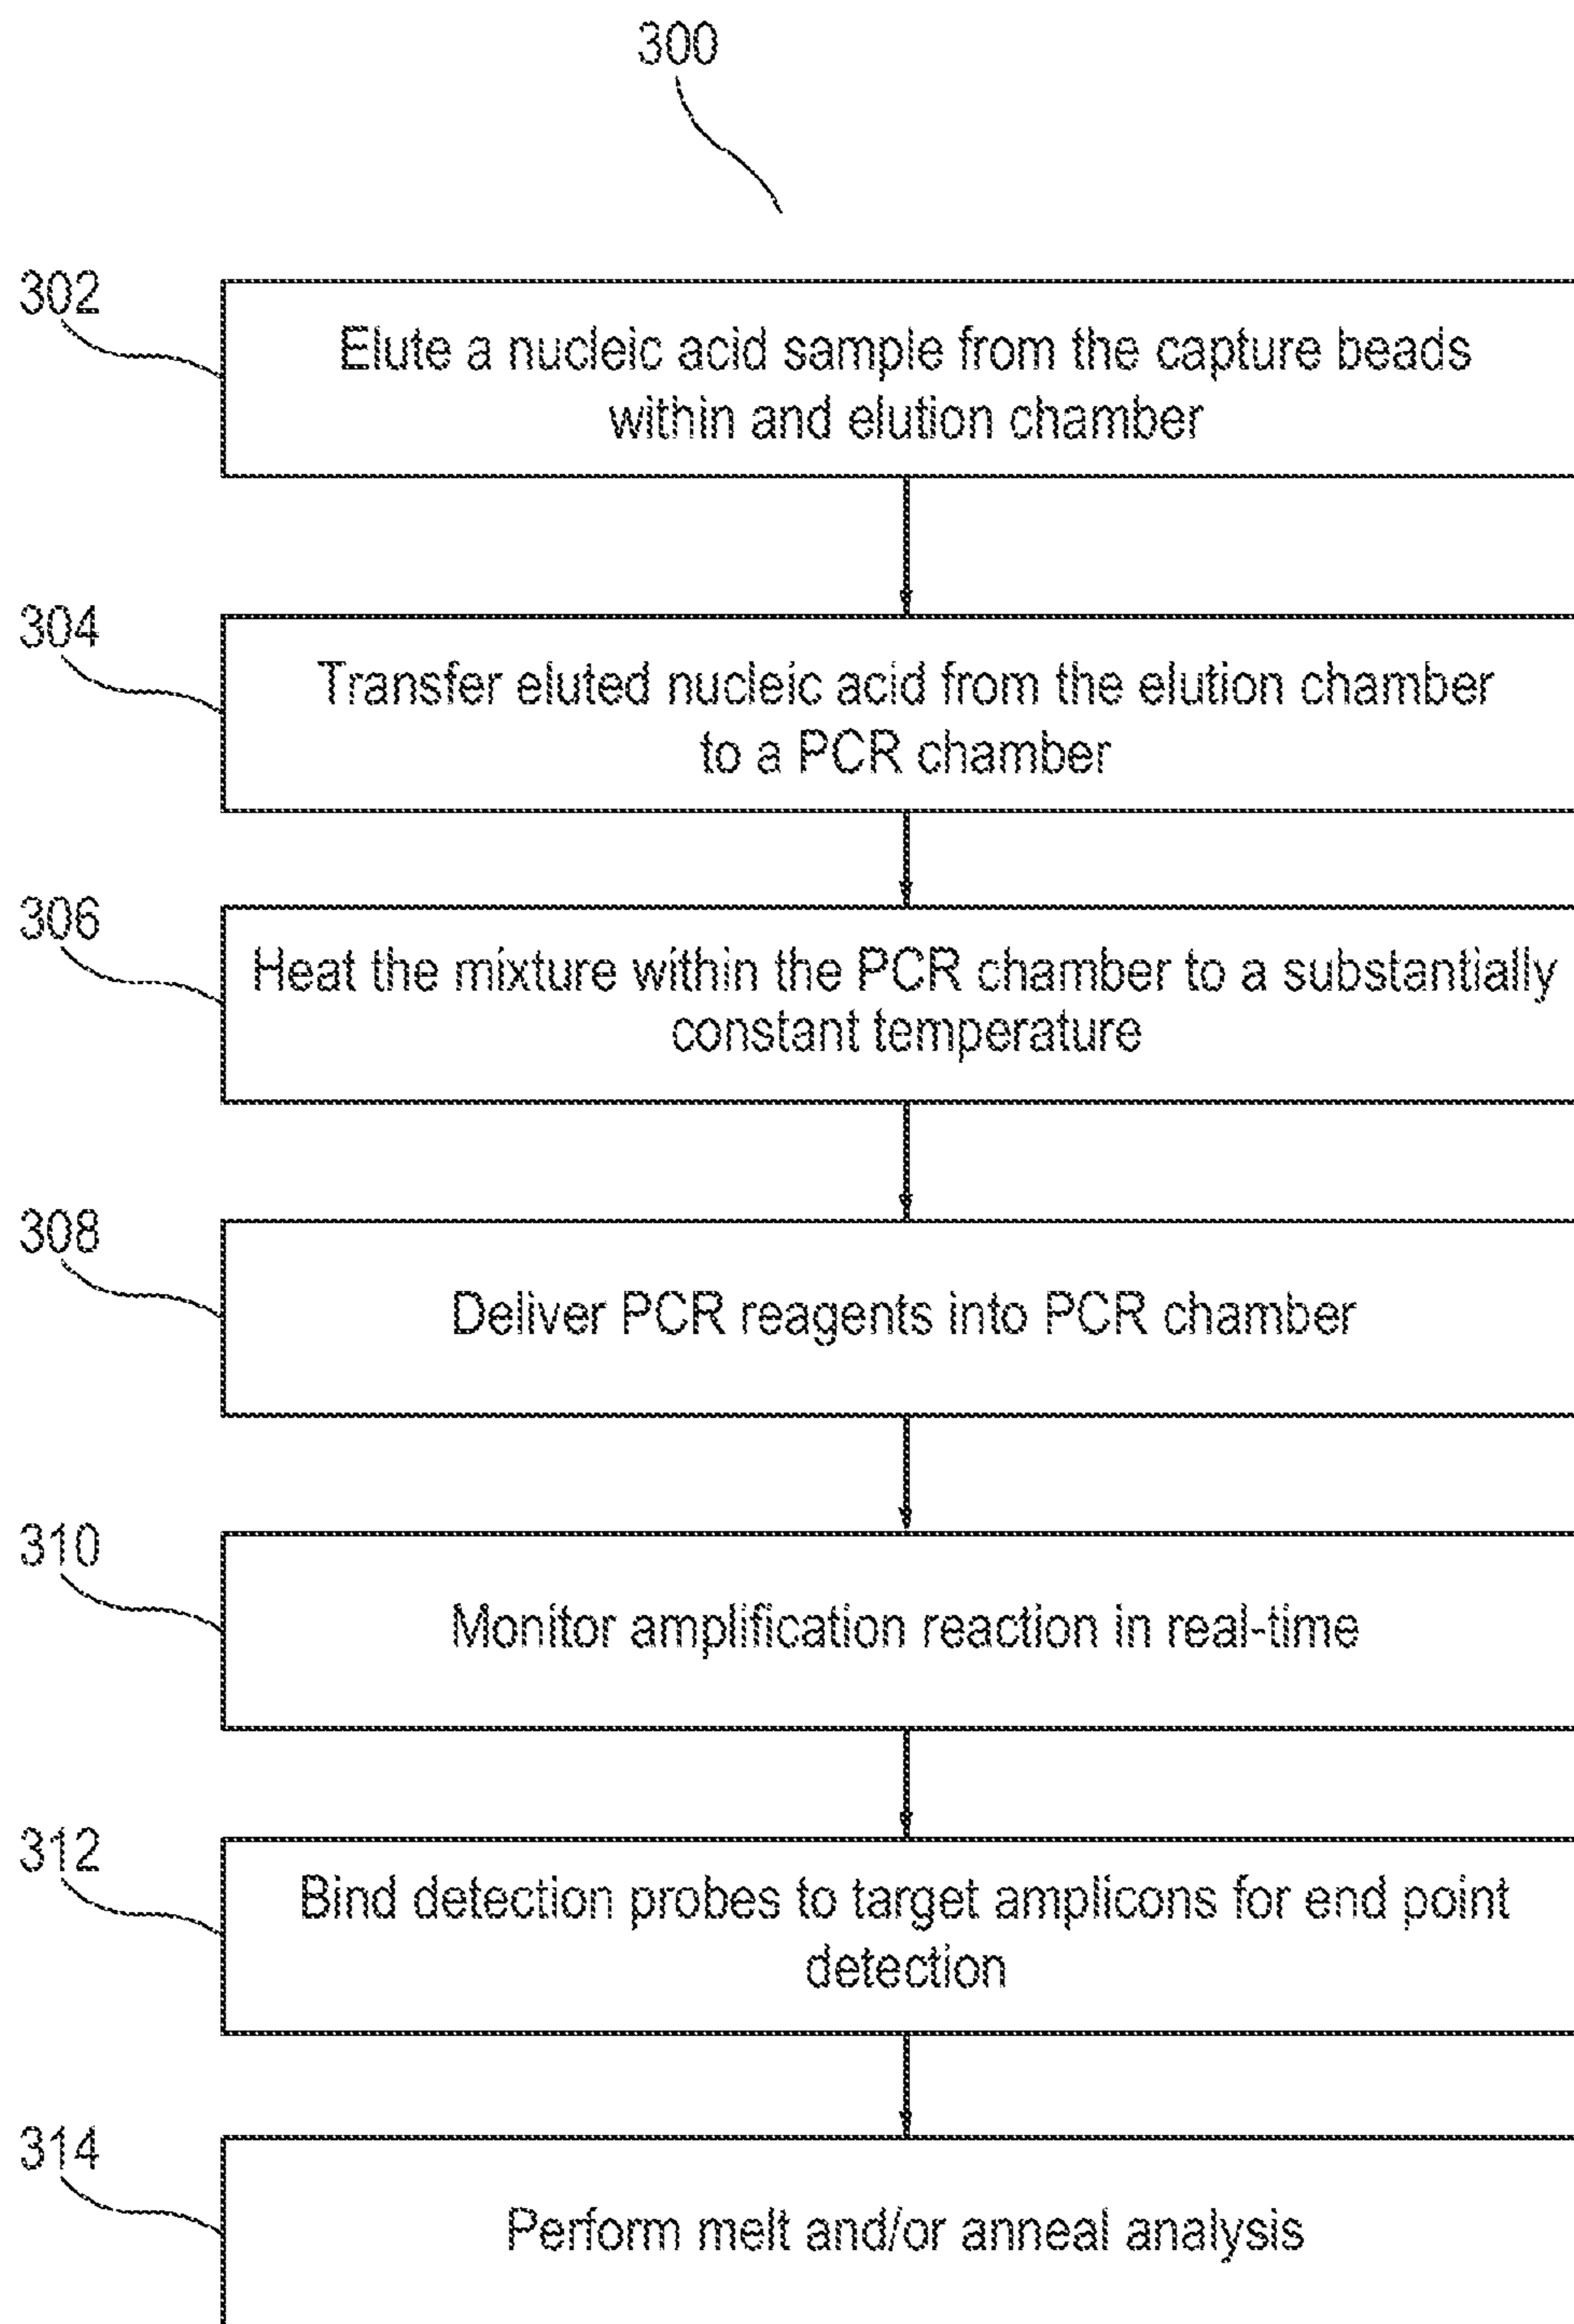 300
302
Elute a nucleic acid sample from the capture beads
within and elution chamber
304
Transfer eluted nucleic acid from the elution chamber
to a PCR chamber
306
Heat the mixture within the PCR chamber to a substantially
constant temperature
308
Deliver PCR reagents into PCR chamber
310
Monitor amplification reaction in real-time
312
Bind detection probes to target amplicons for end point
detection
314
Perform melt and/or anneal analysis